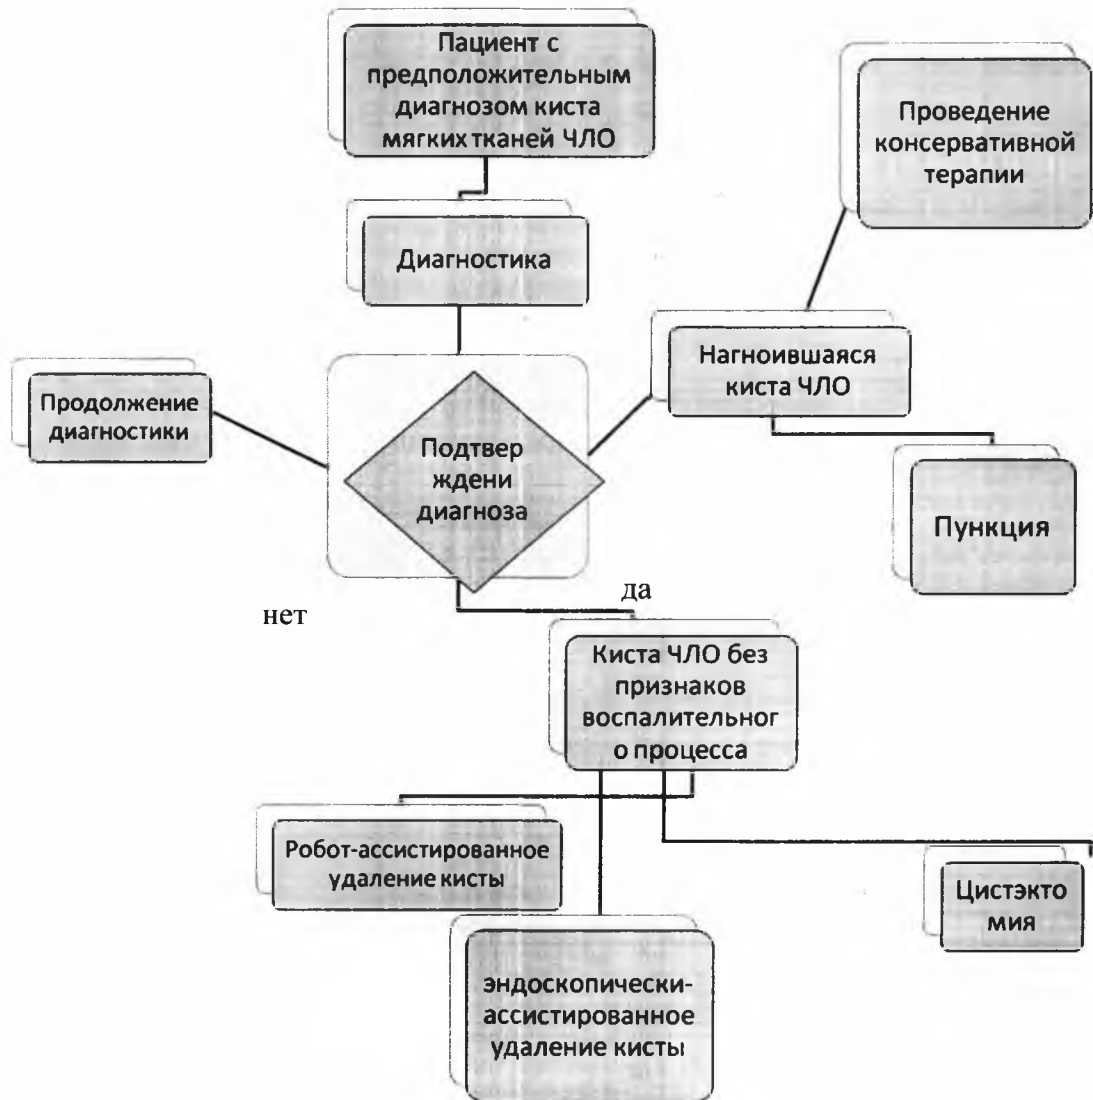 Пациент с
предположительным
диагнозом киста
мягких тканей ЧЛО
Проведение
консервативной
терапии
Диагностика
Нагноившаяся
киста ЧЛО
Продолжение
диагностики
Подтвер
ждени
диагноза
Пункция
нет
да
Киста ЧЛО без
признаков
воспалительног
о процесса
Робот-ассистированное
удаление кисты
Цистэкто
мия
эндоскопически-
ассистированное
удаление кисты